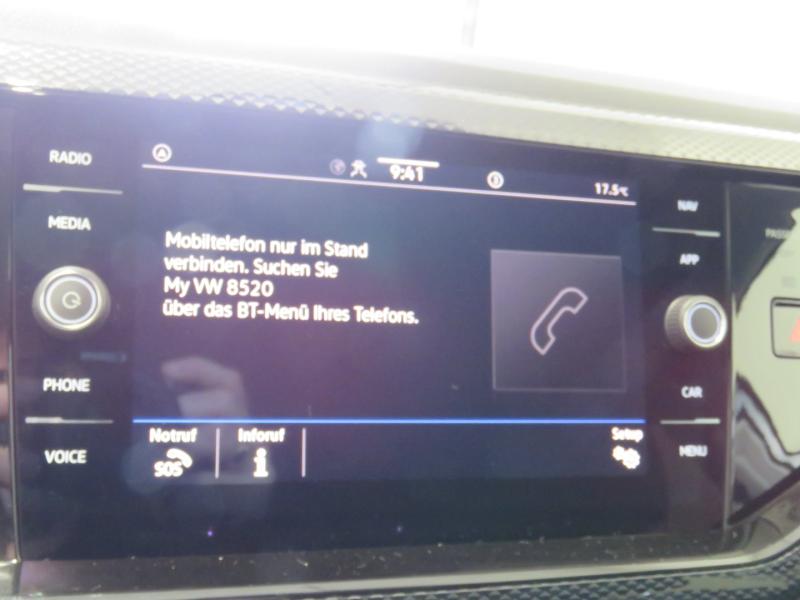 RADIO
9:41
17.5°C
NAV
MEDIA
APP
Mobiltelefon nur im Stand
verbinden. Suchen Sie
My VW 8520
über das BT-Menü Ihres Telefons.
PHONE
CAR
Notruf
Inforuf
Setup
SOS
VOICE
MENU